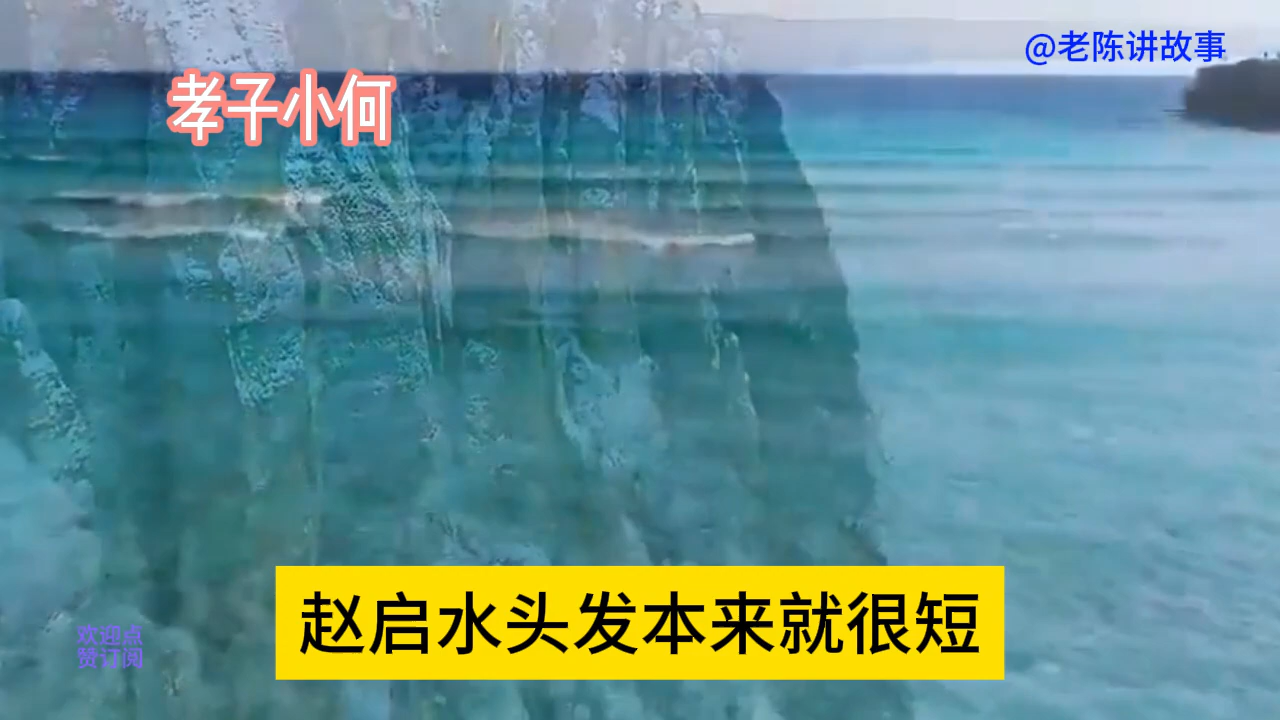 @老陈讲故事
孝子小何
赵启水头发本来就很短
欢迎点
赞订阅